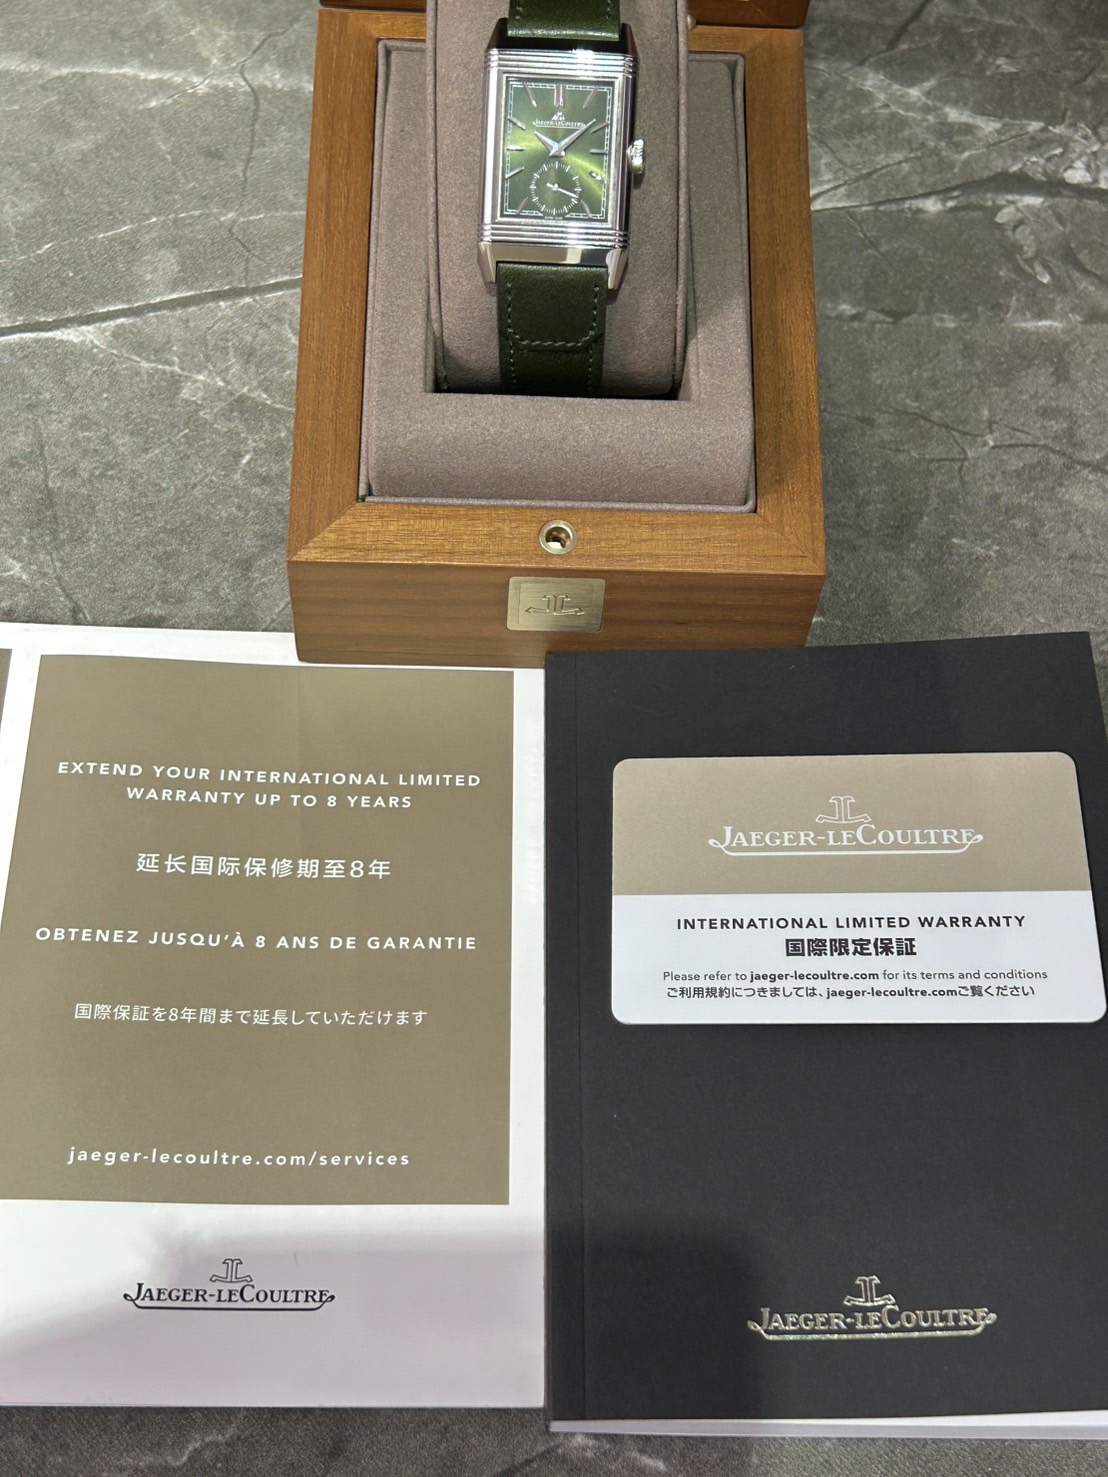 JAEGER-LECOULTRE
EXTEND YOUR INTERNATIONAL LIMITED
WARRANTY UP TO 8 YEARS
延长国际保修期至8年
OBTENEZ JUSQU'À 8 ANS DE GARANTIE
国際保証を8年間まで延長していただけます
jaeger-lecoultre.com/services
JAEGER-LECOULTRE
JAEGER-LECOULTRE
INTERNATIONAL LIMITED WARRANTY
国際限定保証
Please refer to jaeger-lecoultre.com for its terms and conditions
ご利用規約につきましては、jaeger-lecoultre.comご覧ください
JAEGER-LECOULTRE